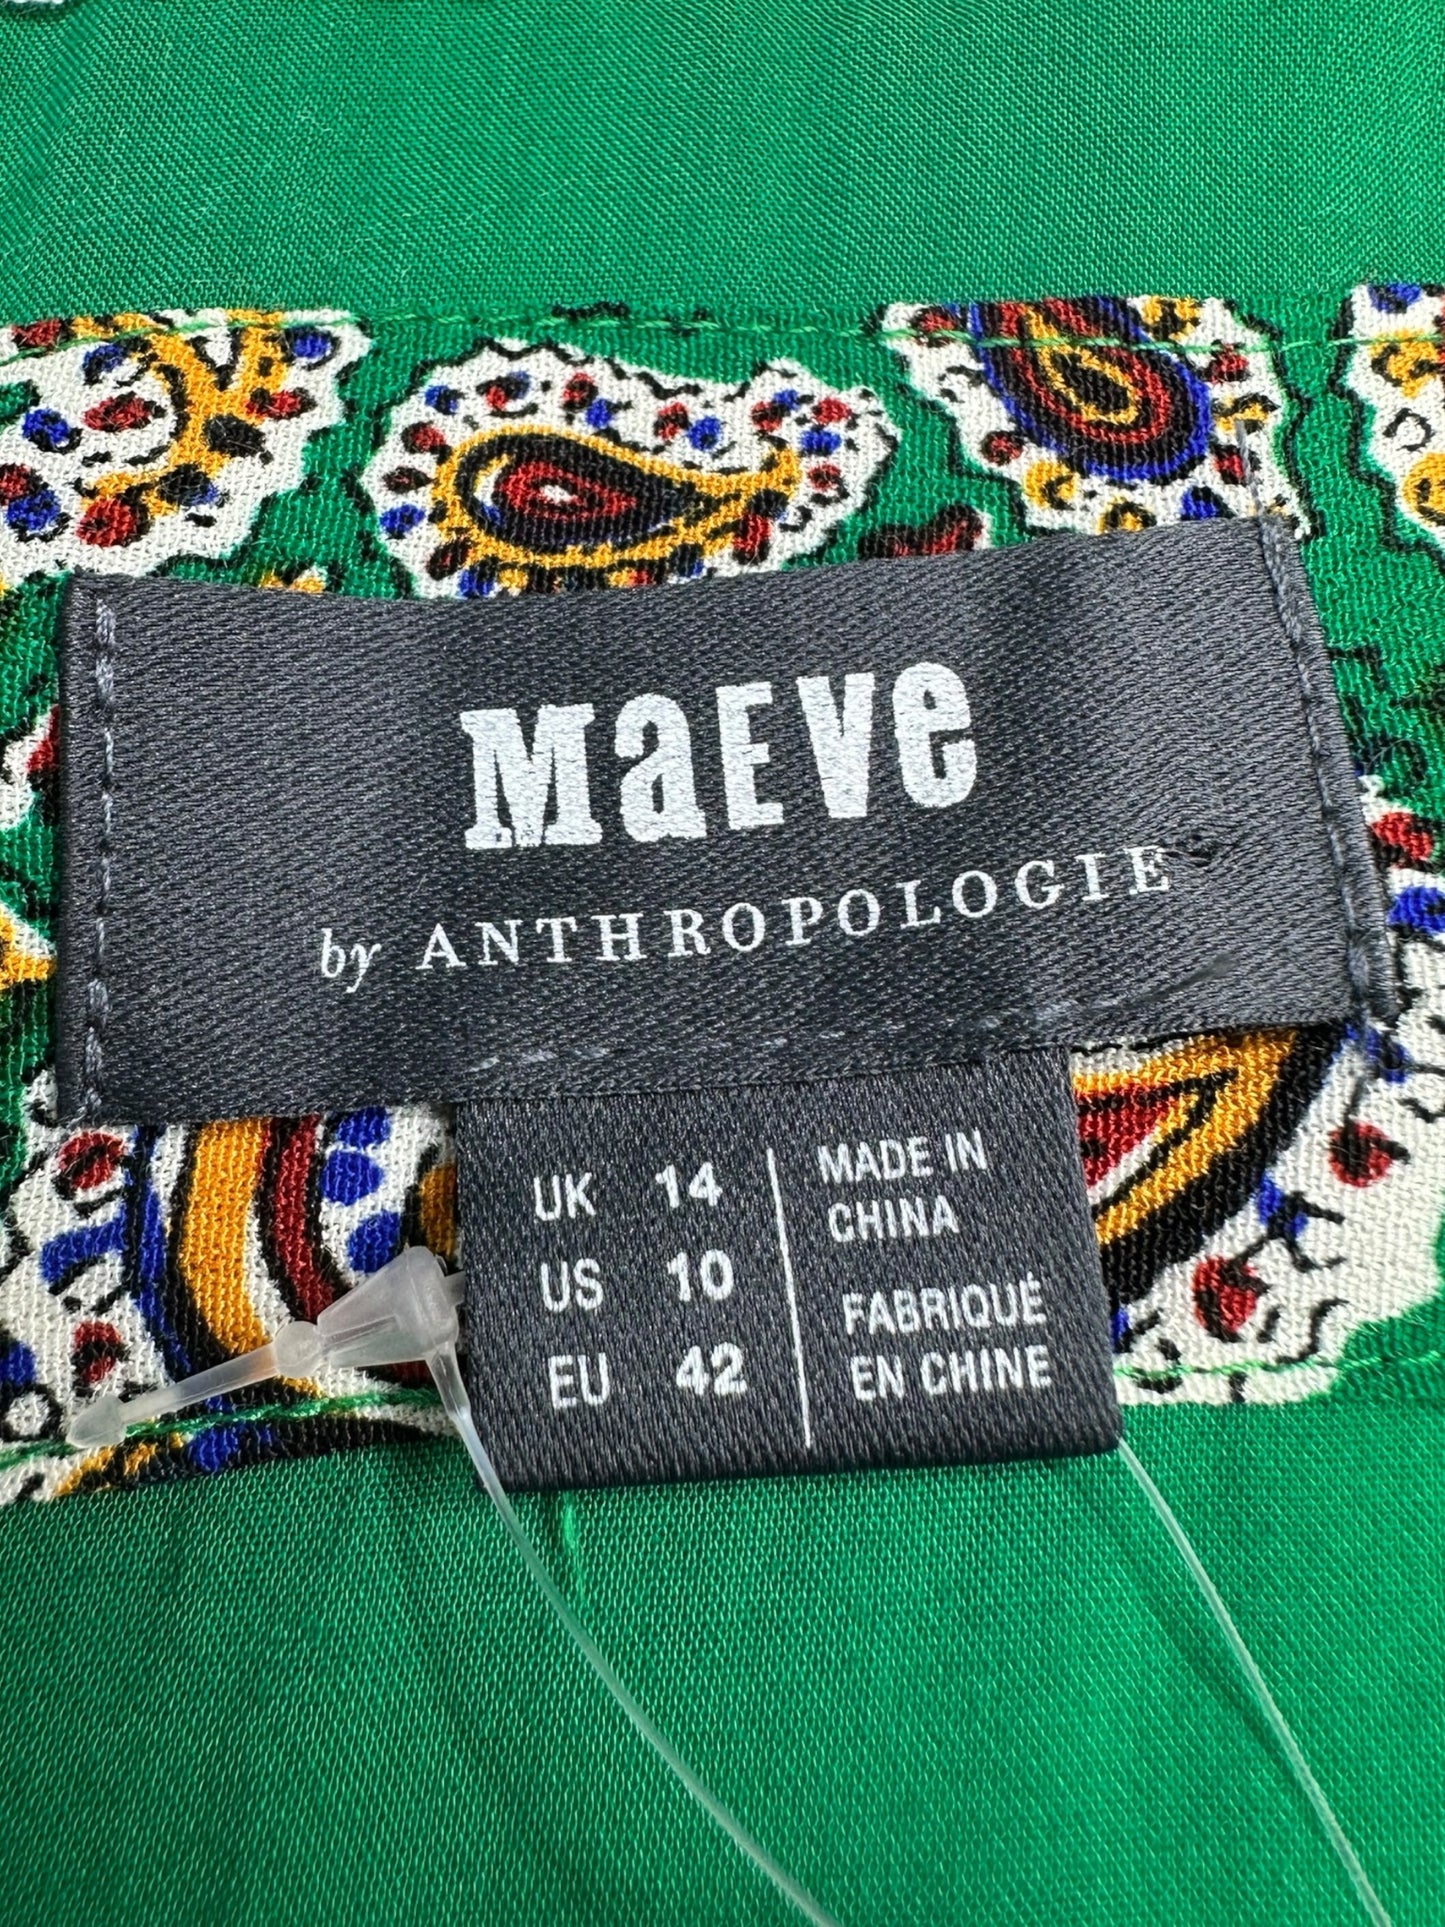 MaEVe
by ANTHROPOLOGIE
UK 14
US 10
EU 42
MADE IN
CHINA
FABRIQUÉ
EN CHINE